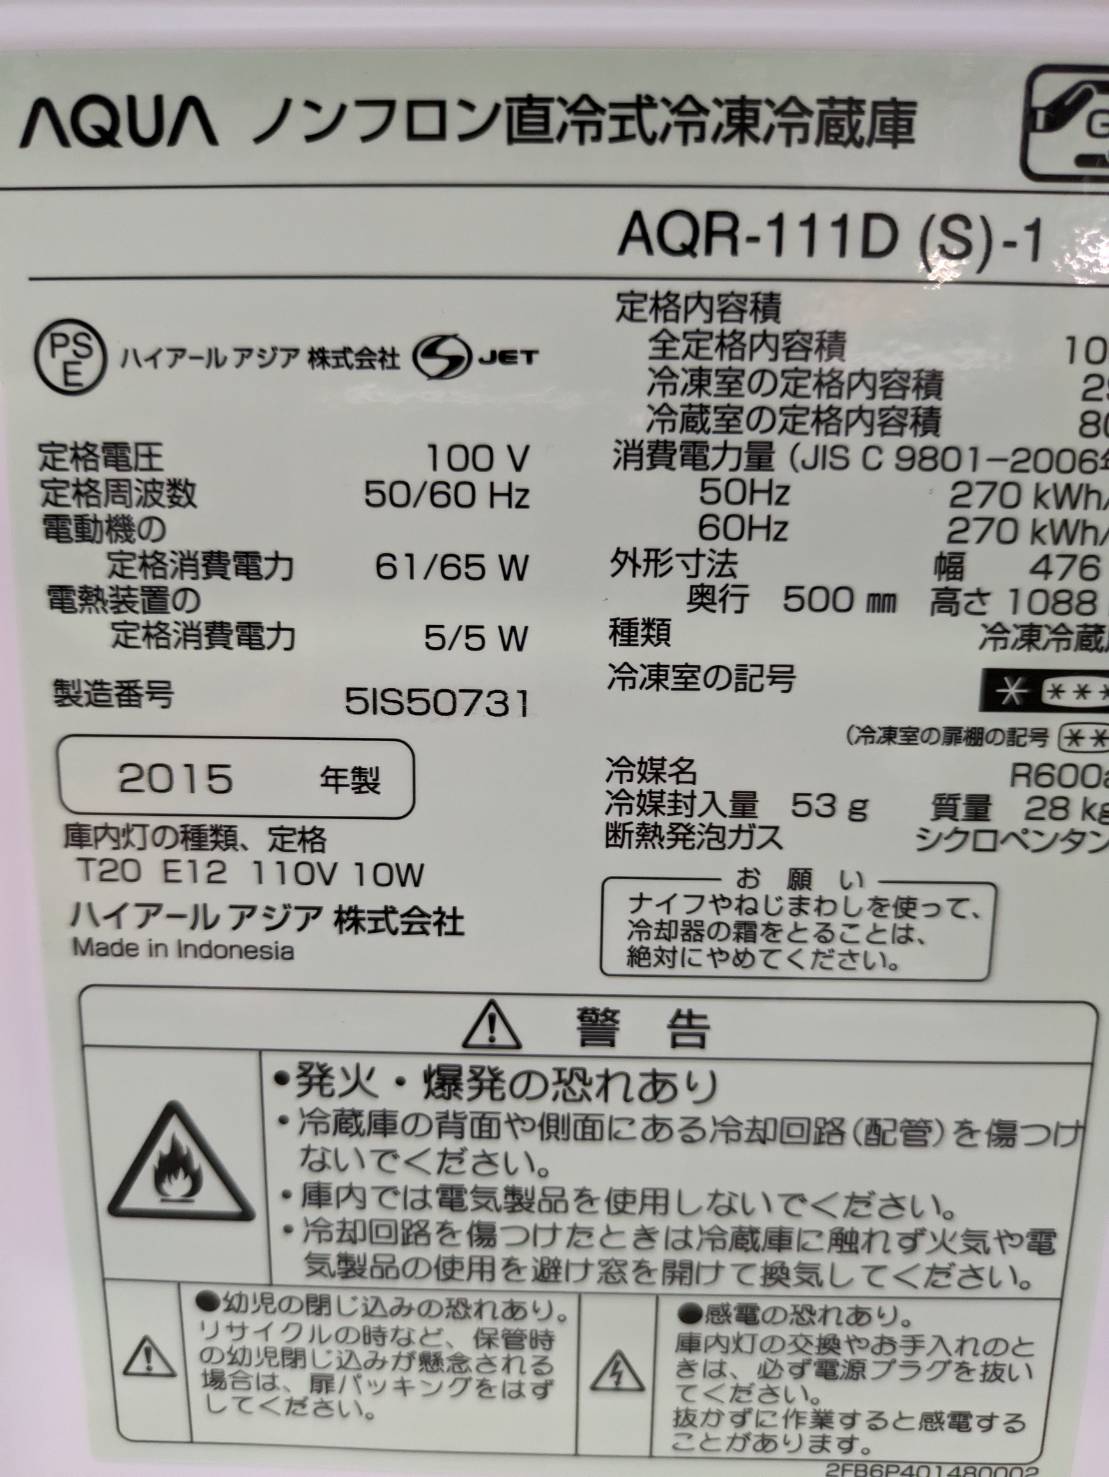 AQUA ノンフロン直冷式冷凍冷蔵庫
AQR-111D (S)-1
PS
E
ハイアール アジア 株式会社
JET
定格電圧 100 V
定格周波数 50/60 Hz
電動機の
定格消費電力 61/65 W
電熱装置の
定格消費電力 5/5 W
製造番号 5IS50731
2015 年製
庫内灯の種類、定格
T20 E12 110V 10W
ハイアール アジア 株式会社
Made in Indonesia
定格内容積
全定格内容積 10
冷凍室の定格内容積 2
冷蔵室の定格内容積 80
消費電力量 (JIS C 9801-2006年
50Hz 270 kWh/
60Hz 270 kWh/
外形寸法 幅 476
奥行 500 mm 高さ 1088
種類 冷凍冷蔵
冷凍室の記号 * ***
(冷凍室の扉棚の記号 **
冷媒名 R600a
冷媒封入量 53 g 質量 28 kg
断熱発泡ガス シクロペンタン
お願い
ナイフやねじまわしを使って、
冷却器の霜をとることは、
絶対にやめてください。
警告
●発火・爆発の恐れあり
・冷蔵庫の背面や側面にある冷却回路(配管)を傷つけ
ないでください。
・庫内では電気製品を使用しないでください。
・冷却回路を傷つけたときは冷蔵庫に触れず火気や電
気製品の使用を避け窓を開けて換気してください。
●幼児の閉じ込みの恐れあり。
リサイクルの時など、保管時
の幼児閉じ込みが懸念される
場合は、扉パッキングをはず
してください。
●感電の恐れあり。
庫内灯の交換やお手入れのと
きは、必ず電源プラグを抜い
てください。
抜かずに作業すると感電する
ことがあります。
2FB6P401480002